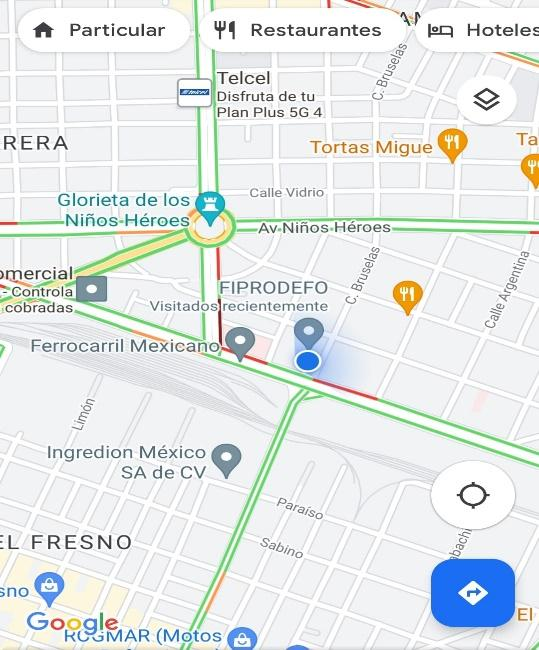 Particular
Restaurantes
Hoteles
Telcel
Disfruta de tu
Plan Plus 5G 4
C. Bruselas
RERA
Tortas Migue
Ta
Calle Vidrio
Glorieta de los
Niños Héroes
Av Niños Héroes
omercial
- Controla
cobradas
FIPRODEFO
Visitados recientemente
C. Bruselas
Calle Argentina
Ferrocarril Mexicano
Limón
Ingredion México
SA de CV
Paraíso
Sabino
EL FRESNO
sno
El
Google
ROGMAR (Motos